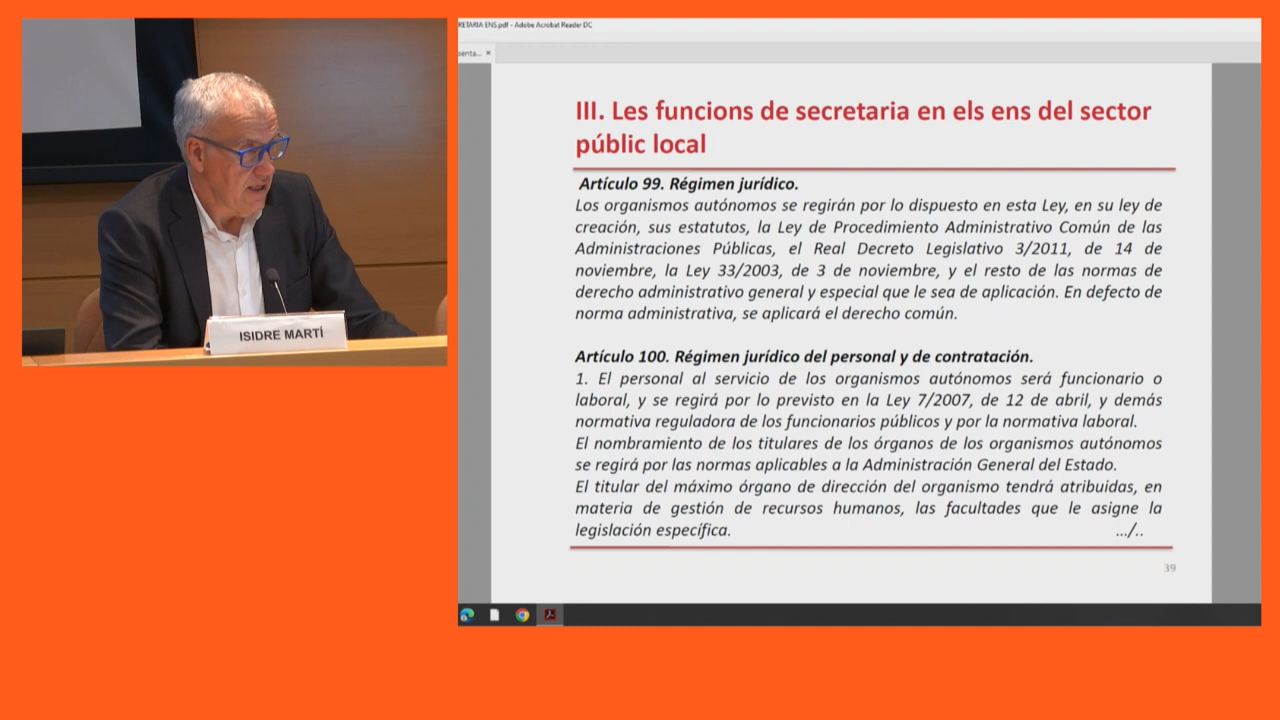 ISIDRE MARTÍ
RETARIA ENS.pdf - Adobe Acrobat Reader DC
senta... ×
III. Les funcions de secretaria en els ens del sector
públic local
Artículo 99. Régimen jurídico.
Los organismos autónomos se regirán por lo dispuesto en esta Ley, en su ley de
creación, sus estatutos, la Ley de Procedimiento Administrativo Común de las
Administraciones Públicas, el Real Decreto Legislativo 3/2011, de 14 de
noviembre, la Ley 33/2003, de 3 de noviembre, y el resto de las normas de
derecho administrativo general y especial que le sea de aplicación. En defecto de
norma administrativa, se aplicará el derecho común.
Artículo 100. Régimen jurídico del personal y de contratación.
1. El personal al servicio de los organismos autónomos será funcionario o
laboral, y se regirá por lo previsto en la Ley 7/2007, de 12 de abril, y demás
normativa reguladora de los funcionarios públicos y por la normativa laboral.
El nombramiento de los titulares de los órganos de los organismos autónomos
se regirá por las normas aplicables a la Administración General del Estado.
El titular del máximo órgano de dirección del organismo tendrá atribuidas, en
materia de gestión de recursos humanos, las facultades que le asigne la
legislación específica. .../..
39